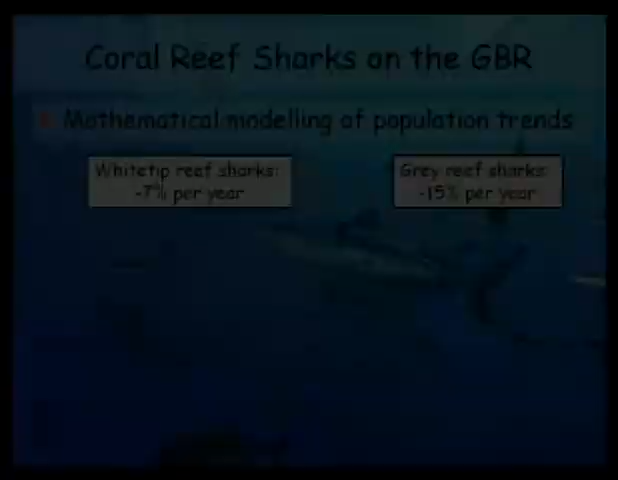 Coral Reef Sharks on the GBR
Mathematical modelling of population trends
Whitetip reef sharks:
-7% per year
Grey reef sharks:
-15% per year